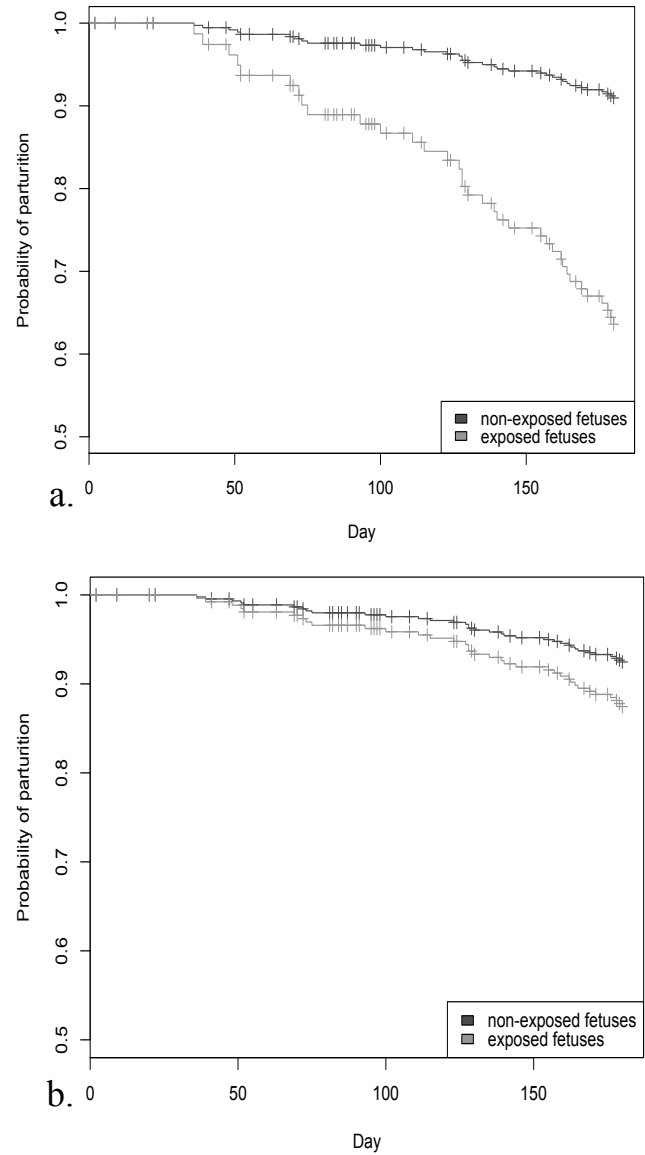 1.0
0.9
0.8
0.7
0.6
0.5
Probability of parturition
non-exposed fetuses
exposed fetuses
a.
0 50 100 150
Day
1.0
0.9
0.8
0.7
0.6
0.5
Probability of parturition
non-exposed fetuses
exposed fetuses
b.
0 50 100 150
Day